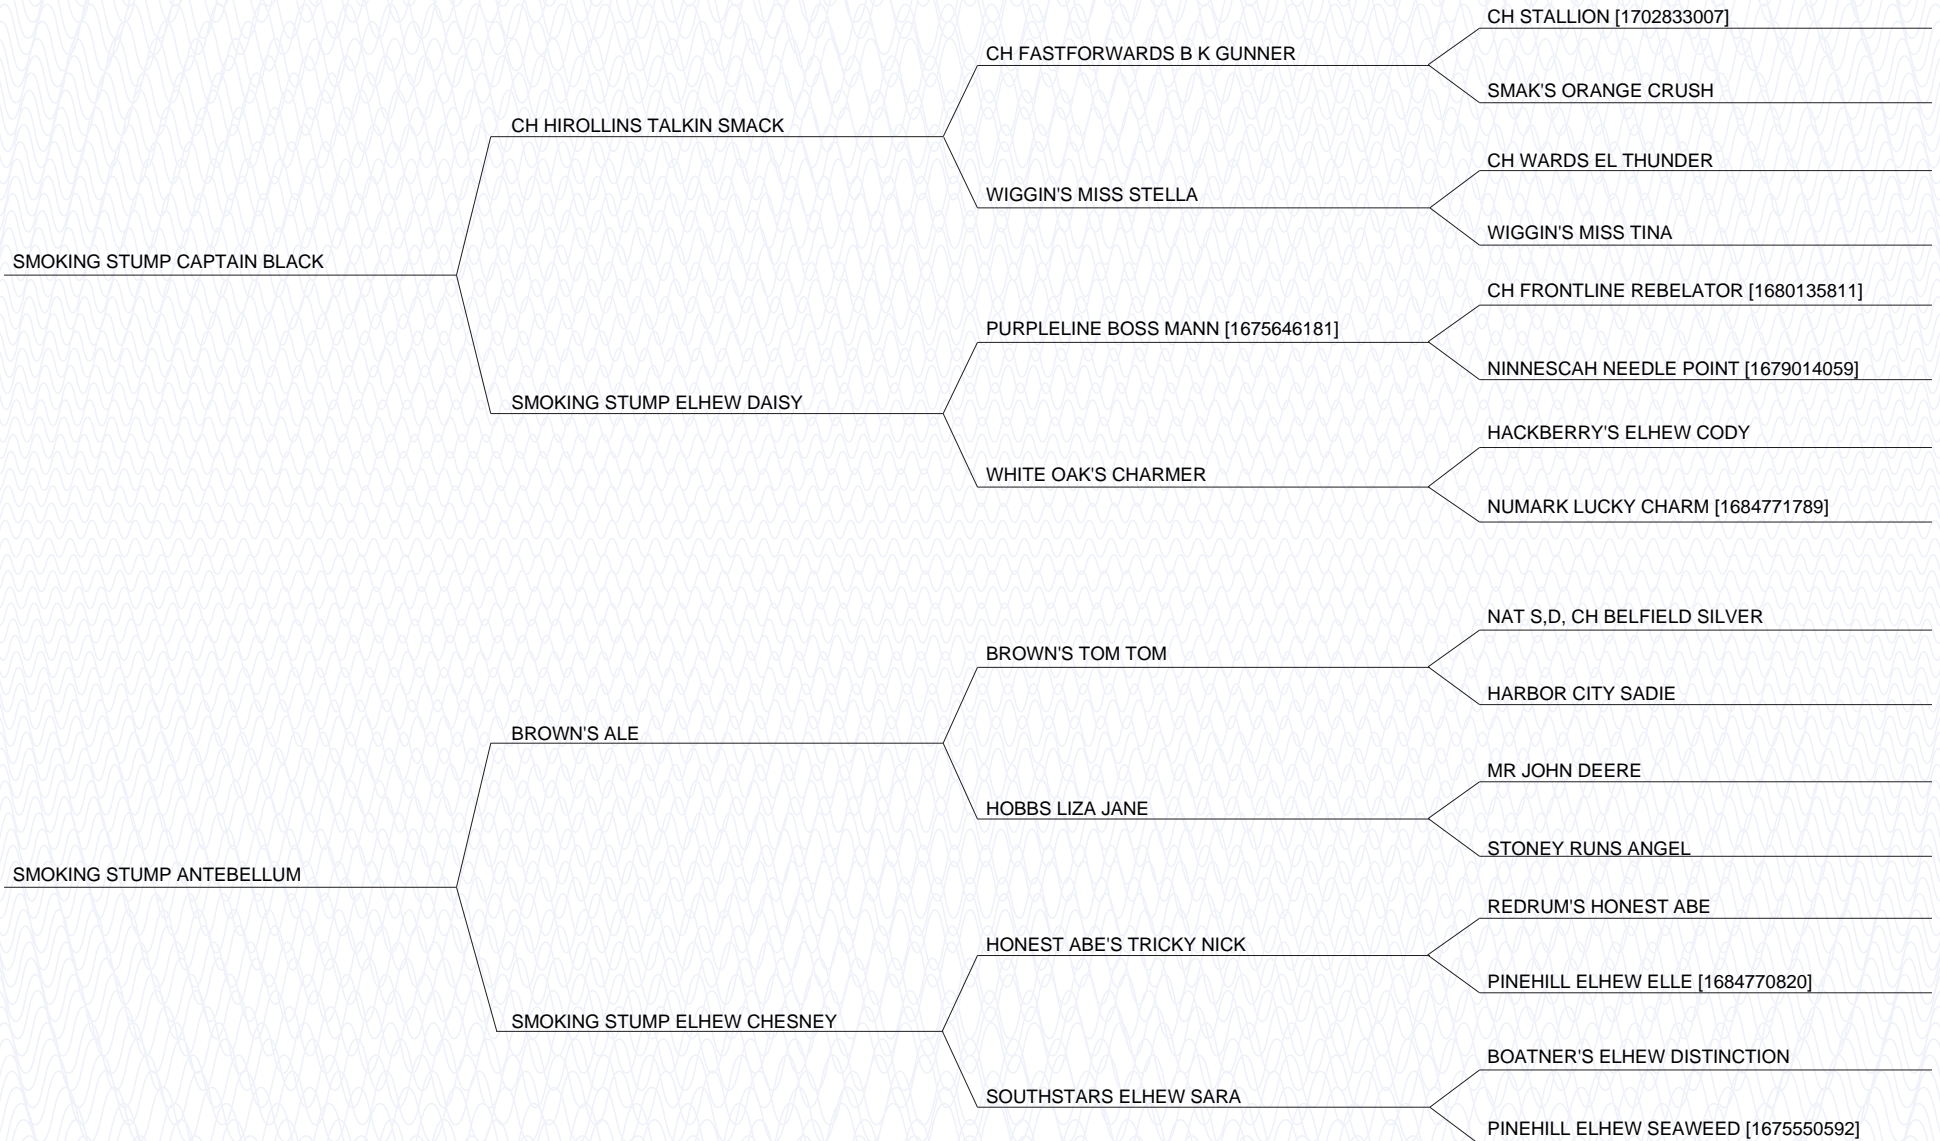 CH STALLION [1702833007]
CH FASTFORWARDS B K GUNNER
SMAK'S ORANGE CRUSH
CH HIROLLINS TALKIN SMACK
CH WARDS EL THUNDER
WIGGIN'S MISS STELLA
WIGGIN'S MISS TINA
SMOKING STUMP CAPTAIN BLACK
CH FRONTLINE REBELATOR [1680135811]
PURPLELINE BOSS MANN [1675646181]
NINNESCAH NEEDLE POINT [1679014059]
SMOKING STUMP ELHEW DAISY
HACKBERRY'S ELHEW CODY
WHITE OAK'S CHARMER
NUMARK LUCKY CHARM [1684771789]
NAT S,D, CH BELFIELD SILVER
BROWN'S TOM TOM
HARBOR CITY SADIE
BROWN'S ALE
MR JOHN DEERE
HOBBS LIZA JANE
STONEY RUNS ANGEL
SMOKING STUMP ANTEBELLUM
REDRUM'S HONEST ABE
HONEST ABE'S TRICKY NICK
PINEHILL ELHEW ELLE [1684770820]
SMOKING STUMP ELHEW CHESNEY
BOATNER'S ELHEW DISTINCTION
SOUTHSTARS ELHEW SARA
PINEHILL ELHEW SEAWEED [1675550592]